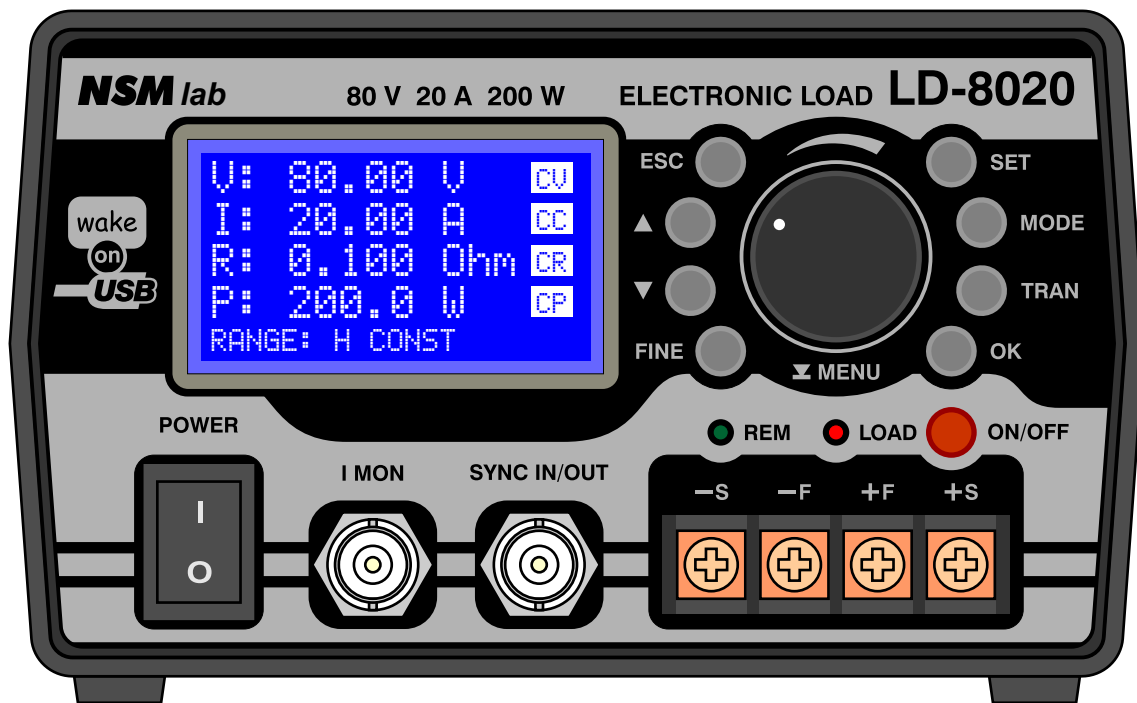 NSM lab
80 V 20 A 200 W
ELECTRONIC LOAD LD-8020
wake
on
USB
V: 80.00 V CV
I: 20.00 A CC
R: 0.100 Ohm CR
P: 200.0 W CP
RANGE: H CONST
ESC
▲
▼
FINE
SET
MODE
TRAN
OK
MENU
POWER
I
O
I MON
SYNC IN/OUT
REM
LOAD
ON/OFF
−S −F +F +S